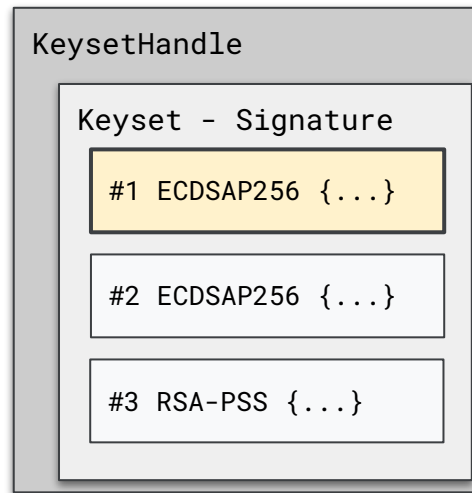 KeysetHandle
Keyset - Signature
#1 ECDSAP256 {...}
#2 ECDSAP256 {...}
#3 RSA-PSS {...}